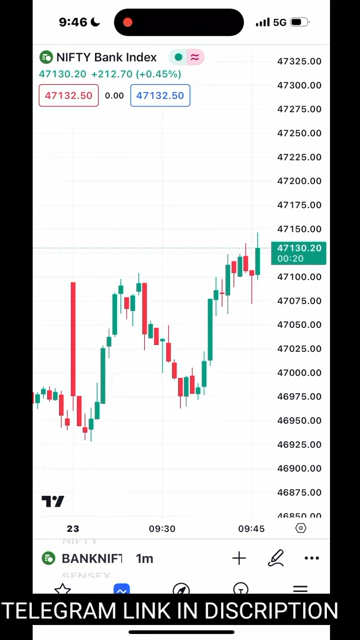 9:46
5G
NIFTY Bank Index
47130.20 +212.70 (+0.45%)
47132.50 0.00 47132.50
47325.00
47300.00
47275.00
47250.00
47225.00
47200.00
47175.00
47150.00
47130.20
00:20
47100.00
47075.00
47050.00
47025.00
47000.00
46975.00
46950.00
46925.00
46900.00
46875.00
46850.00
23 09:30 09:45
NIFTY
BANKNIFT 1m
SENSEX
TELEGRAM LINK IN DISCRIPTION